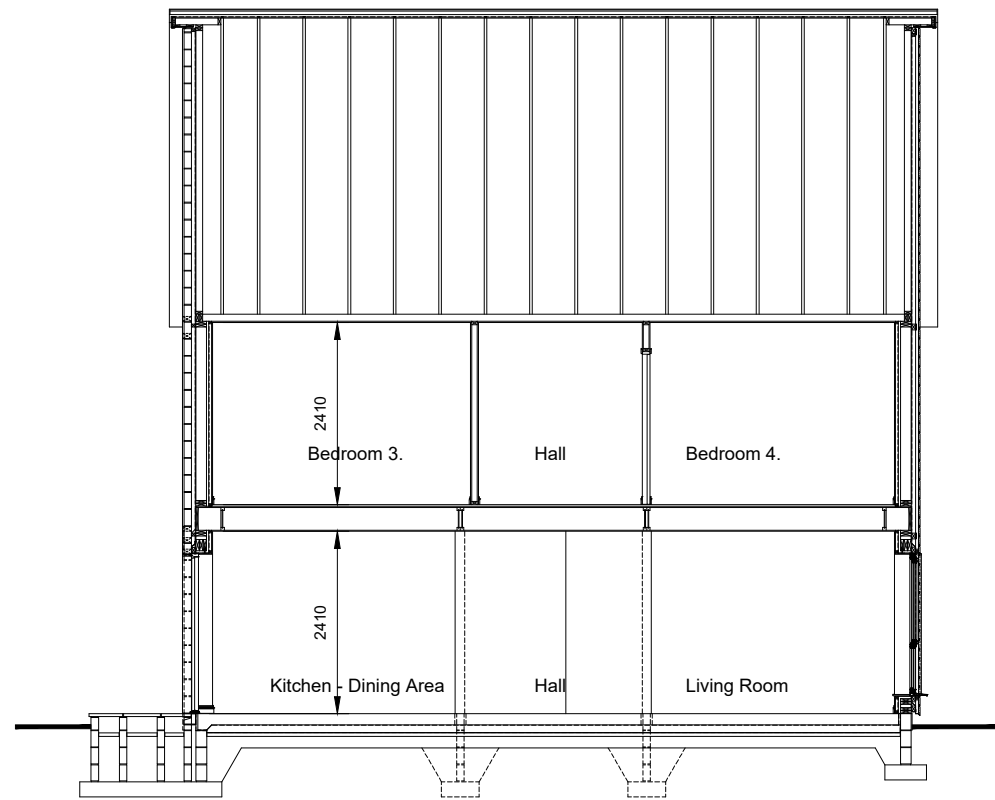 2410
Bedroom 3.
Hall
Bedroom 4.
2410
Kitchen - Dining Area
Hall
Living Room